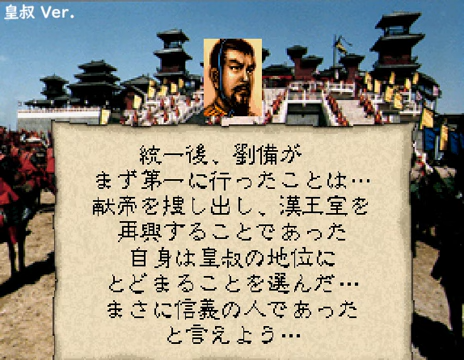 皇叔 Ver.
統一後、劉備が
まず第一に行ったことは…
献帝を捜し出し、漢王室を
再興することであった
自身は皇叔の地位に
とどまることを選んだ…
まさに信義の人であった
と言えよう…